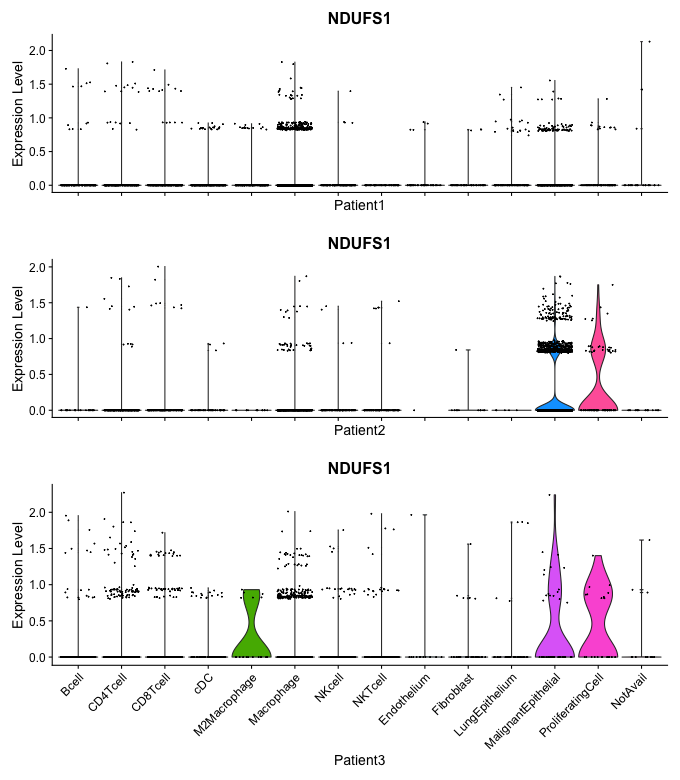 NDUFS1
Expression Level
2.0
1.5
1.0
0.5
0.0
Patient1
NDUFS1
Expression Level
2.0
1.5
1.0
0.5
0.0
Patient2
NDUFS1
Expression Level
2.0
1.5
1.0
0.5
0.0
Bcell
CD4Tcell
CD8Tcell
cDC
M2Macrophage
Macrophage
NKcell
NKTcell
Endothelium
Fibroblast
LungEpithelium
MalignantEpithelial
ProliferatingCell
NotAvail
Patient3